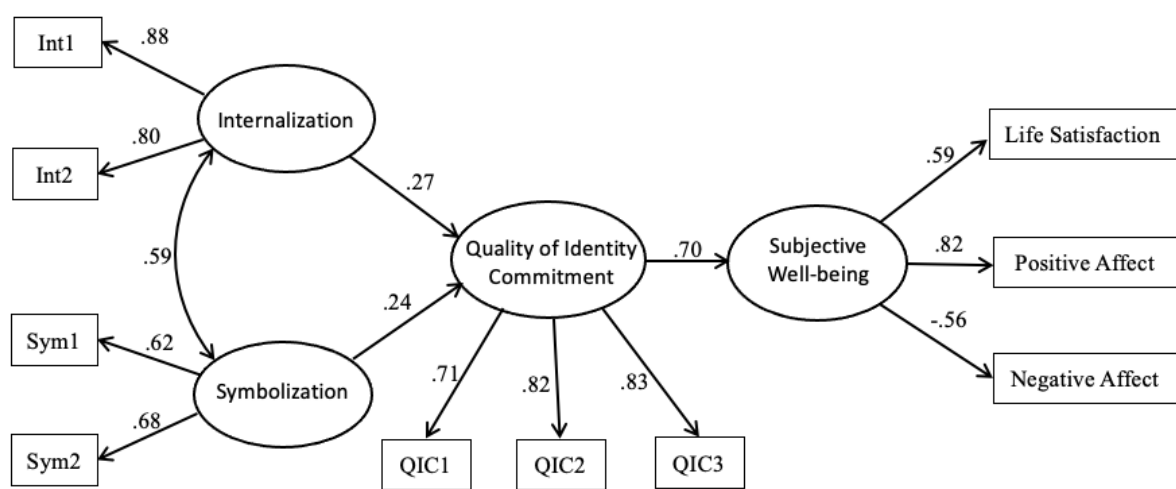 Int1
.88
Internalization
.80
Int2
.27
.59
Quality of Identity
Commitment
.70
Subjective
Well-being
.59
Life Satisfaction
.82
Positive Affect
-.56
Negative Affect
.24
Sym1
.62
Symbolization
.68
Sym2
.71
.82
.83
QIC1
QIC2
QIC3